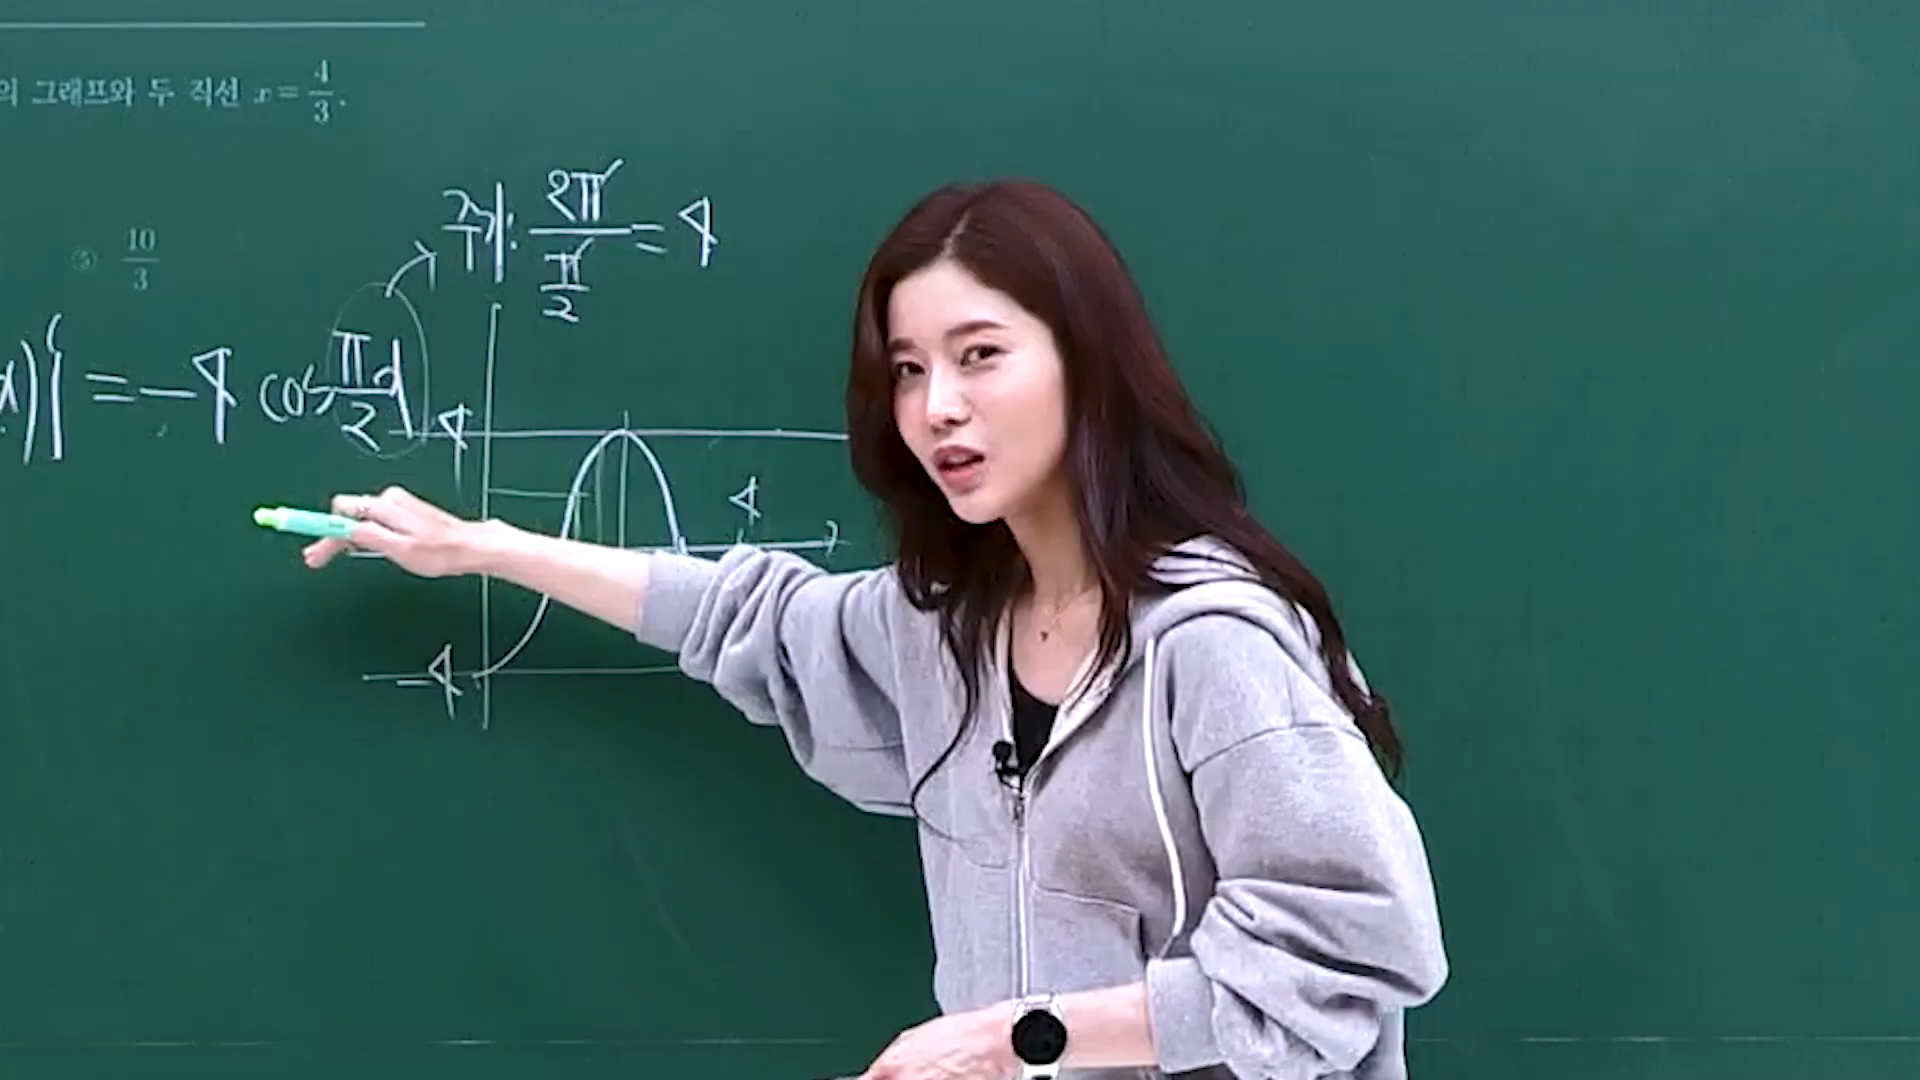 의 그래프와 두 직선 x = 4/3,
주기: 2π / (π/2) = 4
⑤ 10/3
)| = -4 cos π/2 x
4
4
-4